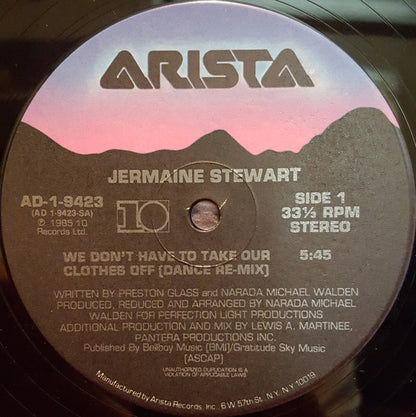 ARISTA
JERMAINE STEWART
AD-1-9423
(AD 1-9423-SA)
℗ 1985 10
Records Ltd.
10
SIDE 1
33⅓ RPM
STEREO
WE DON'T HAVE TO TAKE OUR 5:45
CLOTHES OFF (DANCE RE-MIX)
WRITTEN BY PRESTON GLASS and NARADA MICHAEL WALDEN
PRODUCED, REDUCED AND ARRANGED BY NARADA MICHAEL
WALDEN FOR PERFECTION LIGHT PRODUCTIONS
ADDITIONAL PRODUCTION AND MIX BY LEWIS A. MARTINEE,
PANTERA PRODUCTIONS INC.
Published By Bellboy Music (BMI)/Gratitude Sky Music
(ASCAP)
UNAUTHORIZED DUPLICATION IS A
VIOLATION OF APPLICABLE LAWS
Manufactured by Arista Records, Inc., 6 W 57th St., N.Y., N.Y. 10019